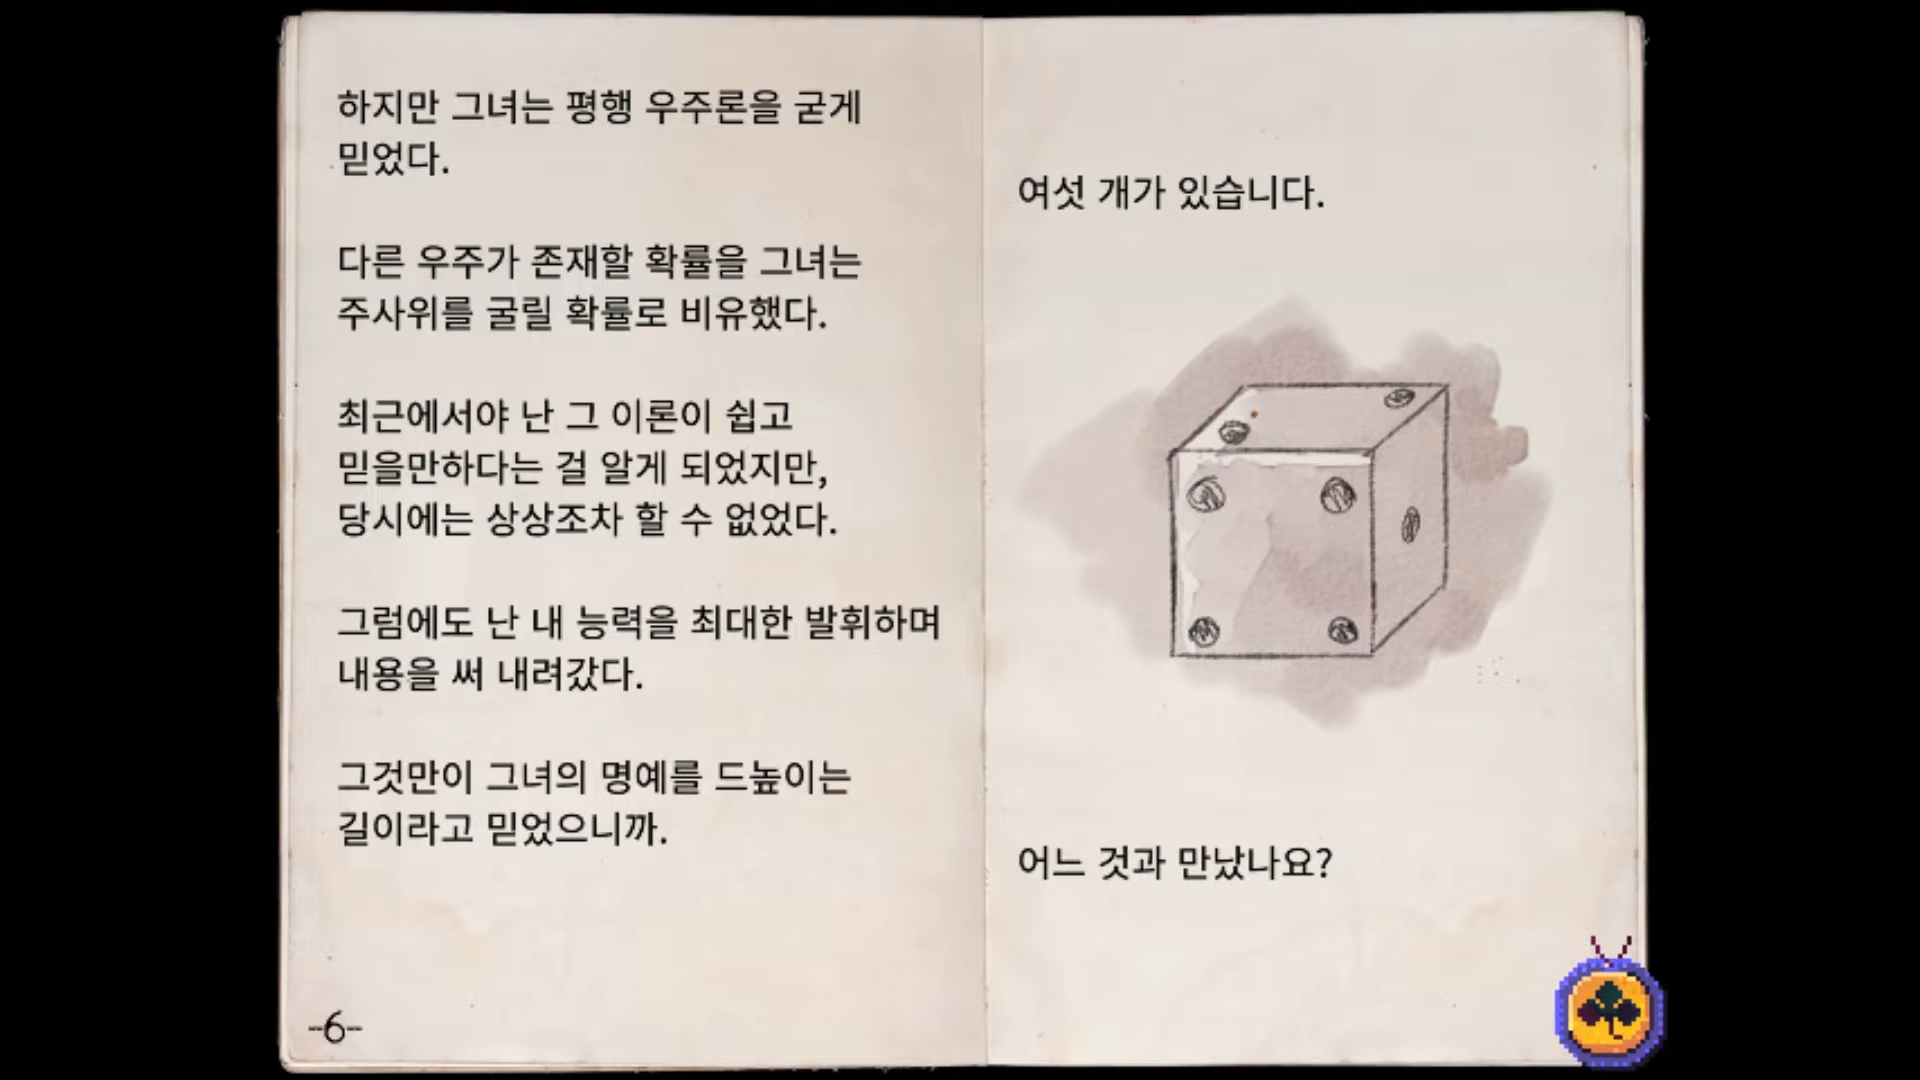 하지만 그녀는 평행 우주론을 굳게
믿었다.
다른 우주가 존재할 확률을 그녀는
주사위를 굴릴 확률로 비유했다.
최근에서야 난 그 이론이 쉽고
믿을만하다는 걸 알게 되었지만,
당시에는 상상조차 할 수 없었다.
그럼에도 난 내 능력을 최대한 발휘하며
내용을 써 내려갔다.
그것만이 그녀의 명예를 드높이는
길이라고 믿었으니까.
-6-
여섯 개가 있습니다.
어느 것과 만났나요?